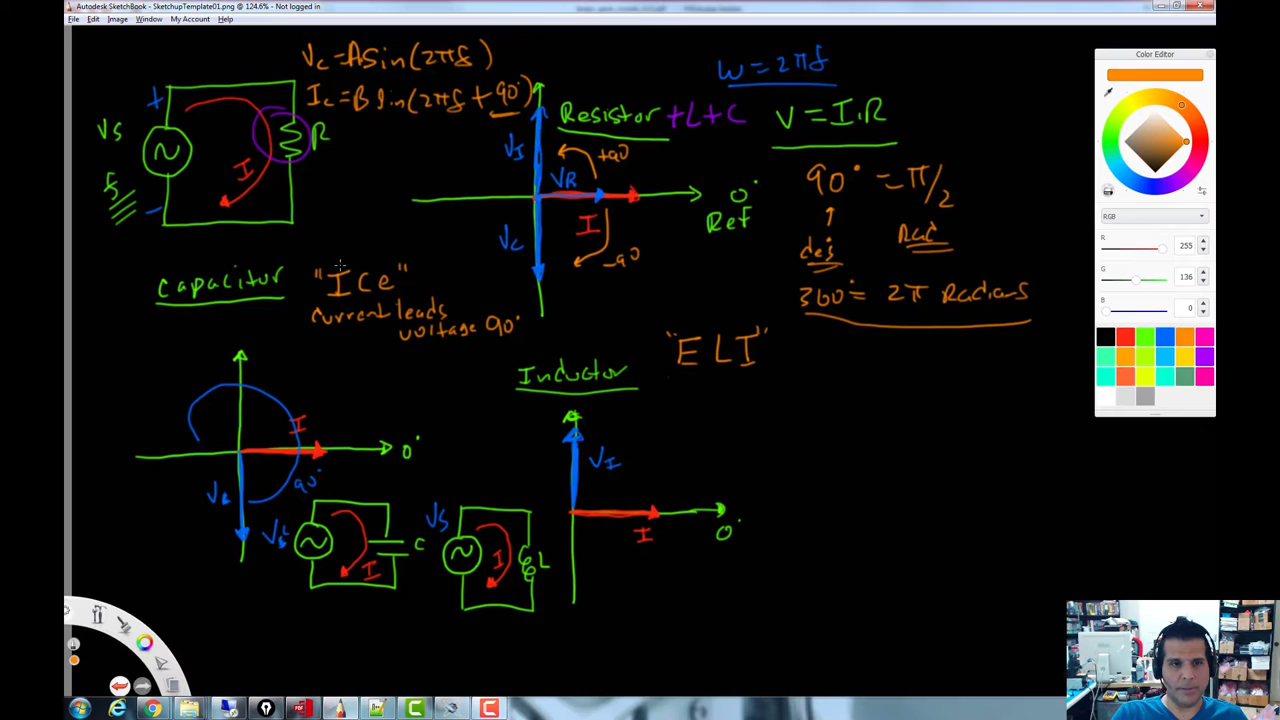 Autodesk SketchBook - SketchupTemplate01.png @ 124.6% - Not logged in
File Edit Image Window My Account
Vc=ASin(2πf)
Ic=BSin(2πf+90°)
ω=2πf
+
VS
f
-
I
R
Resistor +L+C
V=I.R
VI
VR
+90
I
VC
-90
0°
Ref
90°=π/2
deg
Rad
360°=2π Radians
Capacitor
"ICe"
current leads
voltage 90°
"ELI"
Inductor
I
0°
90°
Vc
Vs
I
C
VS
I
L
VI
I
0°
Color Editor
RGB
R 255
G 136
B 0